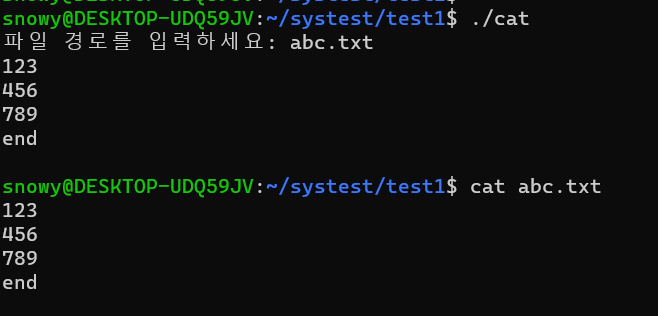 snowy@DESKTOP-UDQ59JV:~/systest/test1$ ./cat
파일 경로를 입력하세요: abc.txt
123
456
789
end
snowy@DESKTOP-UDQ59JV:~/systest/test1$ cat abc.txt
123
456
789
end